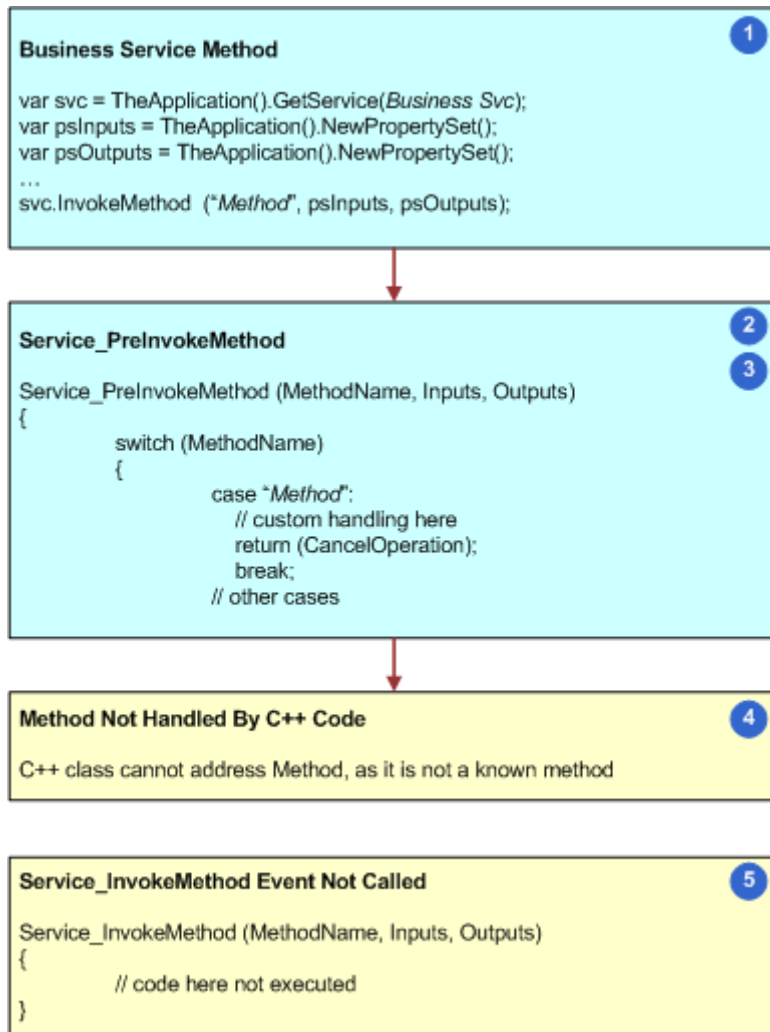 1
Business Service Method
var svc = TheApplication().GetService(Business Svc);
var psInputs = TheApplication().NewPropertySet();
var psOutputs = TheApplication().NewPropertySet();
…
svc.InvokeMethod (“Method”, psInputs, psOutputs);
2
Service_PreInvokeMethod
3
Service_PreInvokeMethod (MethodName, Inputs, Outputs)
{
switch (MethodName)
{
case “Method”:
// custom handling here
return (CancelOperation);
break;
// other cases
Method Not Handled By C++ Code
4
C++ class cannot address Method, as it is not a known method
Service_InvokeMethod Event Not Called
5
Service_InvokeMethod (MethodName, Inputs, Outputs)
{
// code here not executed
}